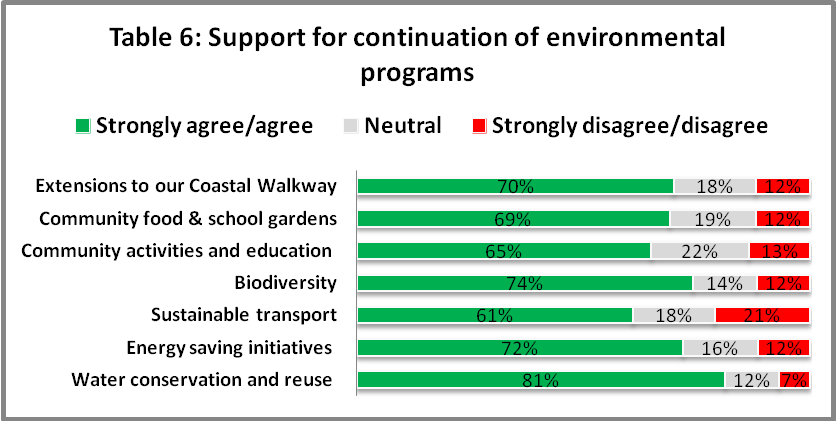 Table 6: Support for continuation of environmental
programs
Strongly agree/agree Neutral Strongly disagree/disagree
Extensions to our Coastal Walkway 70% 18% 12%
Community food & school gardens 69% 19% 12%
Community activities and education 65% 22% 13%
Biodiversity 74% 14% 12%
Sustainable transport 61% 18% 21%
Energy saving initiatives 72% 16% 12%
Water conservation and reuse 81% 12% 7%